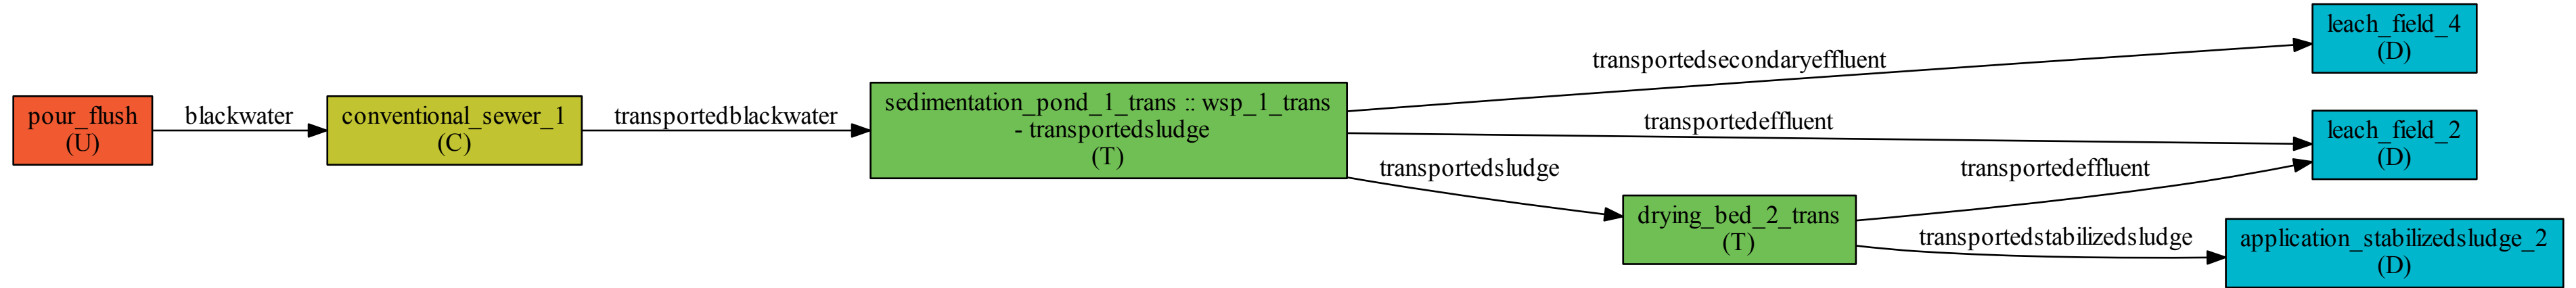 pour_flush
(U)
blackwater
conventional_sewer_1
(C)
transportedblackwater
sedimentation_pond_1_trans :: wsp_1_trans
- transportedsludge
(T)
transportedsecondaryeffluent
transportedeffluent
transportedsludge
drying_bed_2_trans
(T)
transportedeffluent
transportedstabilizedsludge
leach_field_4
(D)
leach_field_2
(D)
application_stabilizedsludge_2
(D)